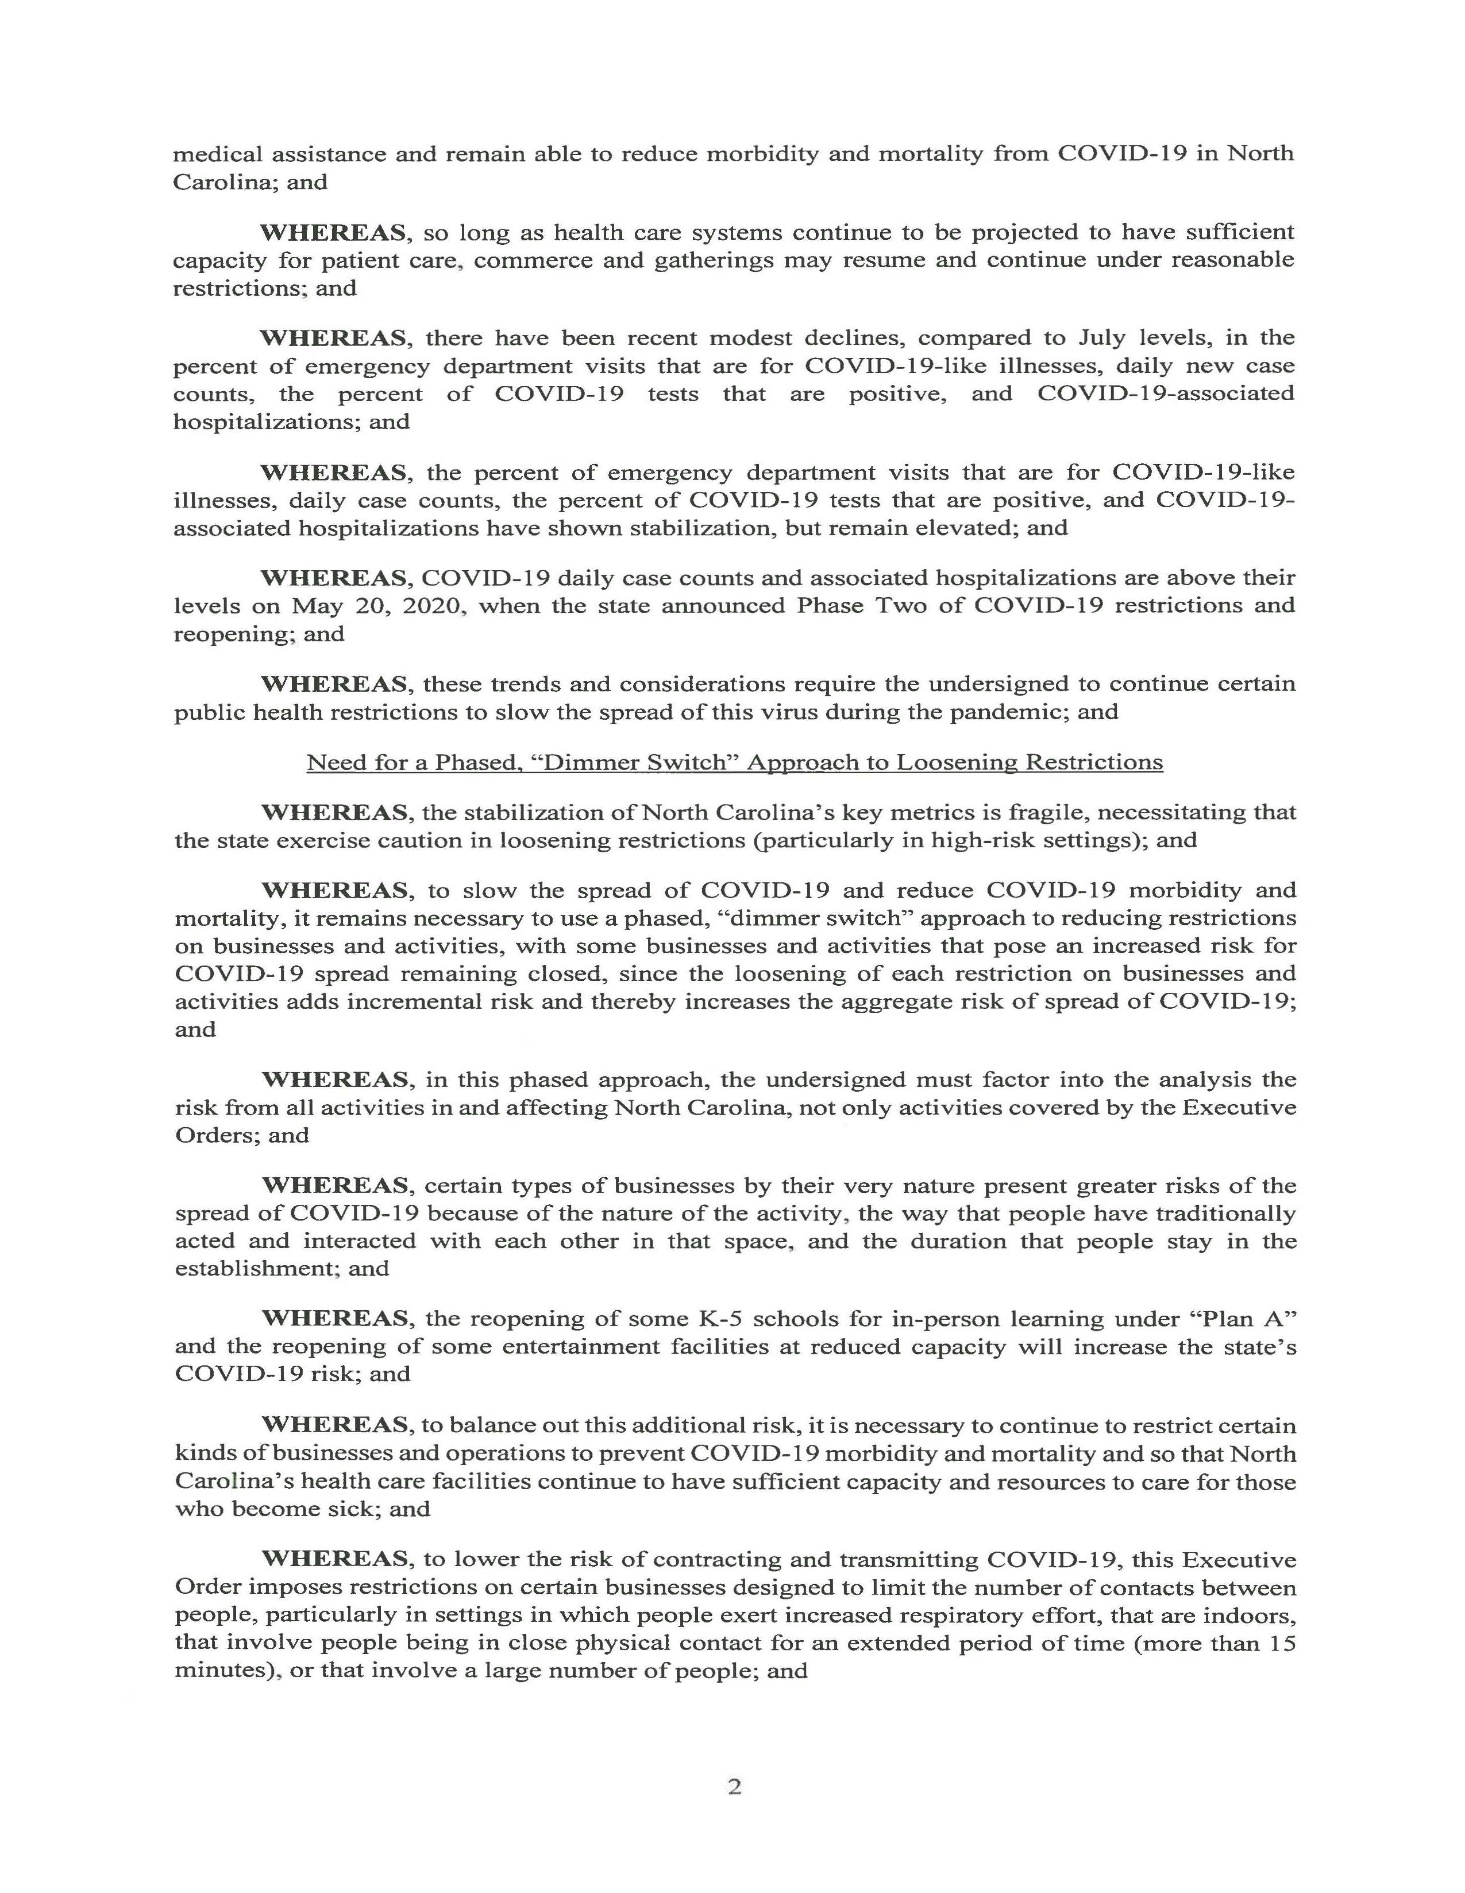 medical assistance and remain able to reduce morbidity and mortality from COVID-19 in North
Carolina; and
WHEREAS, so long as health care systems continue to be projected to have sufficient
capacity for patient care, commerce and gatherings may resume and continue under reasonable
restrictions; and
WHEREAS, there have been recent modest declines, compared to July levels, in the
percent of emergency department visits that are for COVID-19-like illnesses, daily new case
counts, the percent of COVID-19 tests that are positive, and COVID-19-associated
hospitalizations; and
WHEREAS, the percent of emergency department visits that are for COVID-19-like
illnesses, daily case counts, the percent of COVID-19 tests that are positive, and COVID-19-
associated hospitalizations have shown stabilization, but remain elevated; and
WHEREAS, COVID-19 daily case counts and associated hospitalizations are above their
levels on May 20, 2020, when the state announced Phase Two of COVID-19 restrictions and
reopening; and
WHEREAS, these trends and considerations require the undersigned to continue certain
public health restrictions to slow the spread of this virus during the pandemic; and
Need for a Phased, “Dimmer Switch” Approach to Loosening Restrictions
WHEREAS, the stabilization of North Carolina’s key metrics is fragile, necessitating that
the state exercise caution in loosening restrictions (particularly in high-risk settings); and
WHEREAS, to slow the spread of COVID-19 and reduce COVID-19 morbidity and
mortality, it remains necessary to use a phased, “dimmer switch” approach to reducing restrictions
on businesses and activities, with some businesses and activities that pose an increased risk for
COVID-19 spread remaining closed, since the loosening of each restriction on businesses and
activities adds incremental risk and thereby increases the aggregate risk of spread of COVID-19;
and
WHEREAS, in this phased approach, the undersigned must factor into the analysis the
risk from all activities in and affecting North Carolina, not only activities covered by the Executive
Orders; and
WHEREAS, certain types of businesses by their very nature present greater risks of the
spread of COVID-19 because of the nature of the activity, the way that people have traditionally
acted and interacted with each other in that space, and the duration that people stay in the
establishment; and
WHEREAS, the reopening of some K-5 schools for in-person learning under “Plan A”
and the reopening of some entertainment facilities at reduced capacity will increase the state’s
COVID-19 risk; and
WHEREAS, to balance out this additional risk, it is necessary to continue to restrict certain
kinds of businesses and operations to prevent COVID-19 morbidity and mortality and so that North
Carolina’s health care facilities continue to have sufficient capacity and resources to care for those
who become sick; and
WHEREAS, to lower the risk of contracting and transmitting COVID-19, this Executive
Order imposes restrictions on certain businesses designed to limit the number of contacts between
people, particularly in settings in which people exert increased respiratory effort, that are indoors,
that involve people being in close physical contact for an extended period of time (more than 15
minutes), or that involve a large number of people; and
2